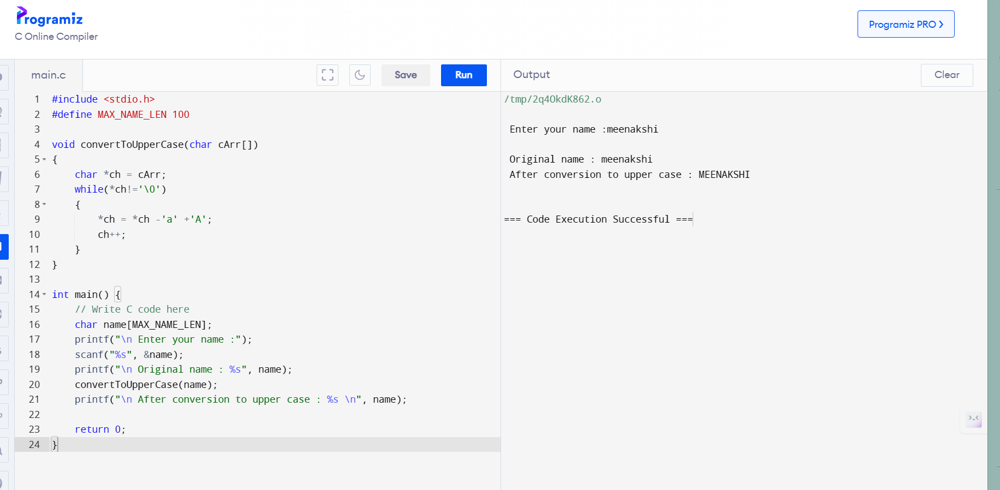 Programiz
C Online Compiler
Programiz PRO
main.c
Save
Run
Output
Clear
1 #include <stdio.h>
2 #define MAX_NAME_LEN 100
3
4 void convertToUpperCase(char cArr[])
5 {
6     char *ch = cArr;
7     while(*ch!='\0')
8     {
9         *ch = *ch -'a' +'A';
10         ch++;
11     }
12 }
13
14 int main() {
15     // Write C code here
16     char name[MAX_NAME_LEN];
17     printf("\n Enter your name :");
18     scanf("%s", &name);
19     printf("\n Original name : %s", name);
20     convertToUpperCase(name);
21     printf("\n After conversion to upper case : %s \n", name);
22
23     return 0;
24 }
/tmp/2q4OkdK862.o
Enter your name :meenakshi
Original name : meenakshi
After conversion to upper case : MEENAKSHI
=== Code Execution Successful ===